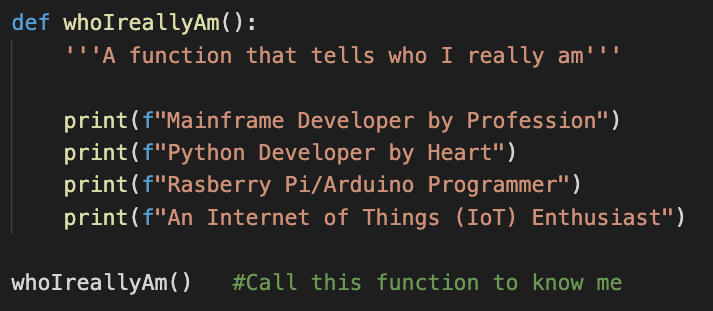 def whoIreallyAm():
    '''A function that tells who I really am'''
    print(f"Mainframe Developer by Profession")
    print(f"Python Developer by Heart")
    print(f"Rasberry Pi/Arduino Programmer")
    print(f"An Internet of Things (IoT) Enthusiast")
whoIreallyAm()   #Call this function to know me